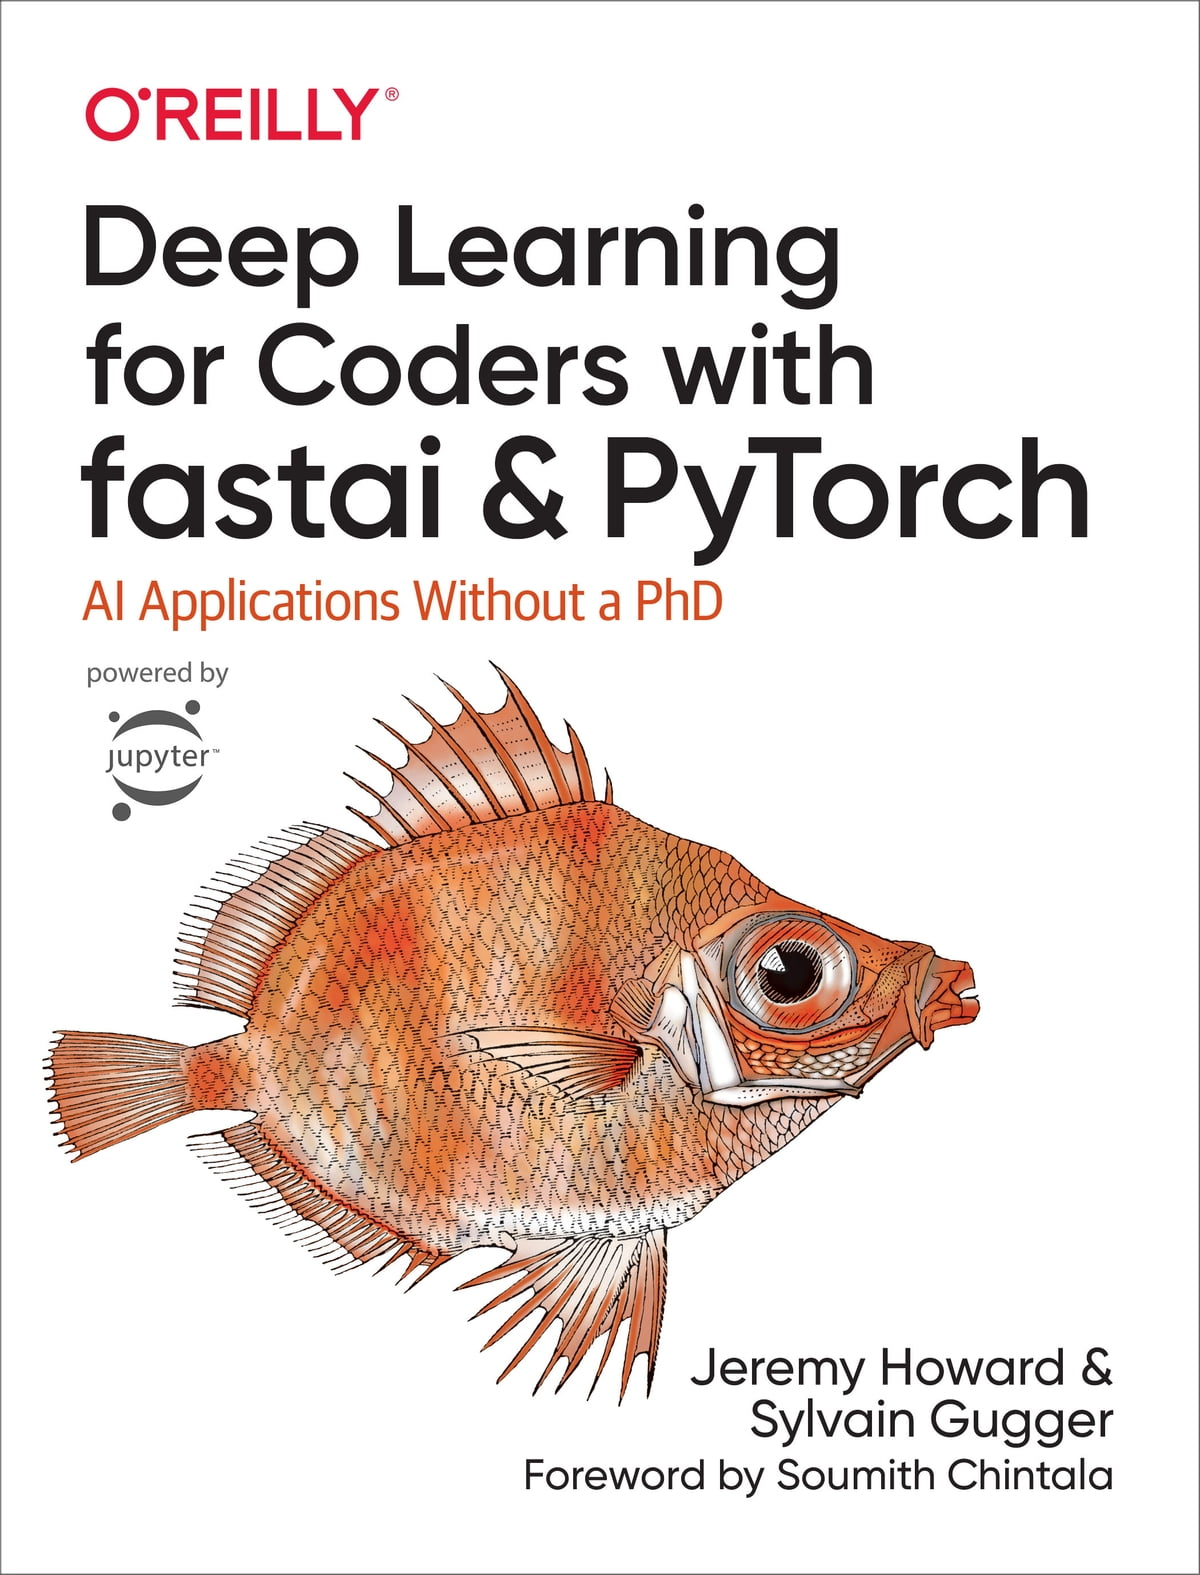 O'REILLY®
Deep Learning
for Coders with
fastai & PyTorch
AI Applications Without a PhD
powered by
jupyter™
Jeremy Howard &
Sylvain Gugger
Foreword by Soumith Chintala